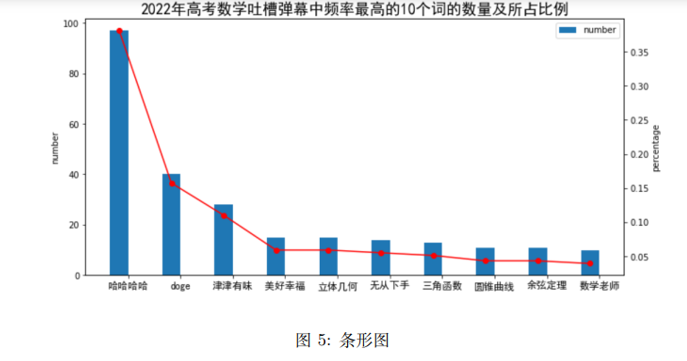 2022年高考数学吐槽弹幕中频率最高的10个词的数量及所占比例
number
100
80
60
40
20
0
number
0.35
0.30
0.25
0.20
0.15
0.10
0.05
percentage
哈哈哈哈 doge 津津有味 美好幸福 立体几何 无从下手 三角函数 圆锥曲线 余弦定理 数学老师
图 5: 条形图